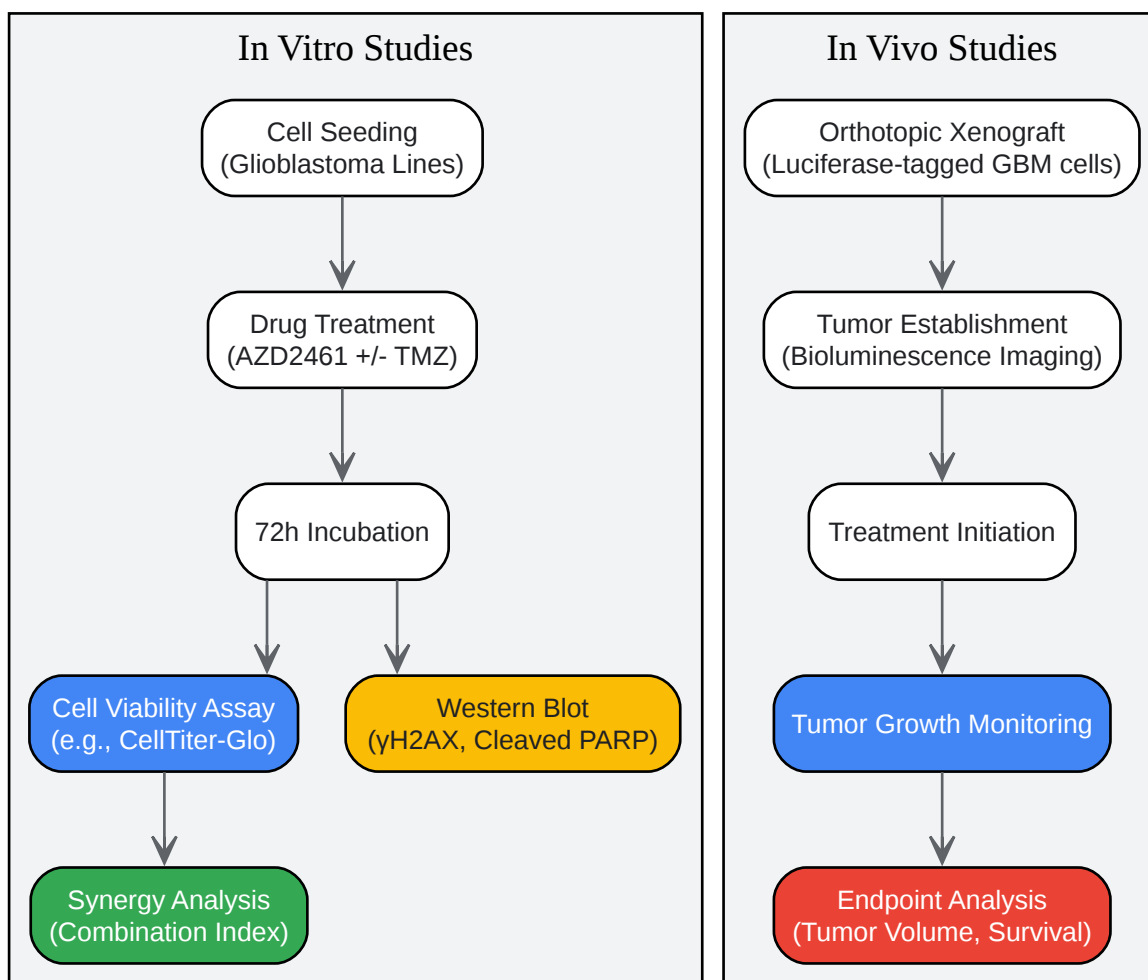 In Vitro Studies
Cell Seeding
(Glioblastoma Lines)
Drug Treatment
(AZD2461 +/- TMZ)
72h Incubation
Cell Viability Assay
(e.g., CellTiter-Glo)
Western Blot
(γH2AX, Cleaved PARP)
Synergy Analysis
(Combination Index)
In Vivo Studies
Orthotopic Xenograft
(Luciferase-tagged GBM cells)
Tumor Establishment
(Bioluminescence Imaging)
Treatment Initiation
Tumor Growth Monitoring
Endpoint Analysis
(Tumor Volume, Survival)